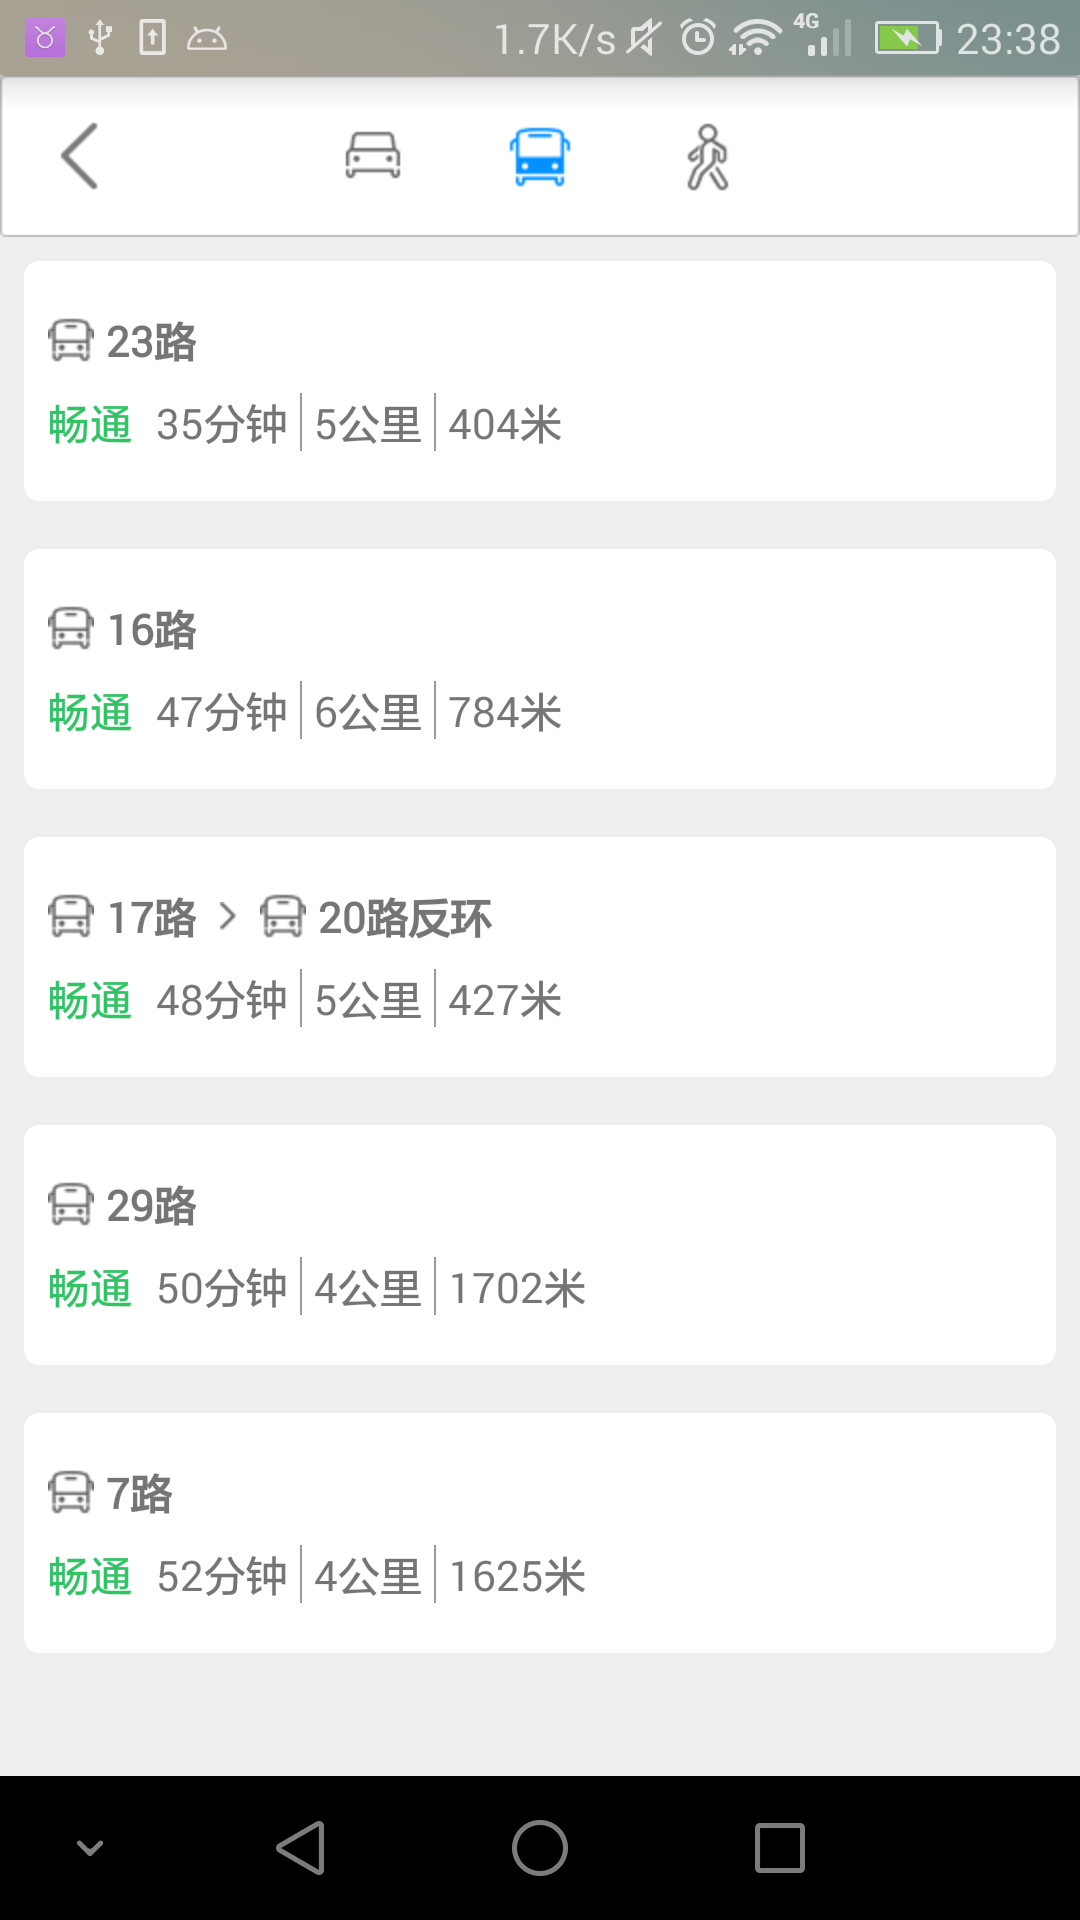 1.7K/s 4G 23:38
23路
畅通 35分钟 5公里 404米
16路
畅通 47分钟 6公里 784米
17路 > 20路反环
畅通 48分钟 5公里 427米
29路
畅通 50分钟 4公里 1702米
7路
畅通 52分钟 4公里 1625米